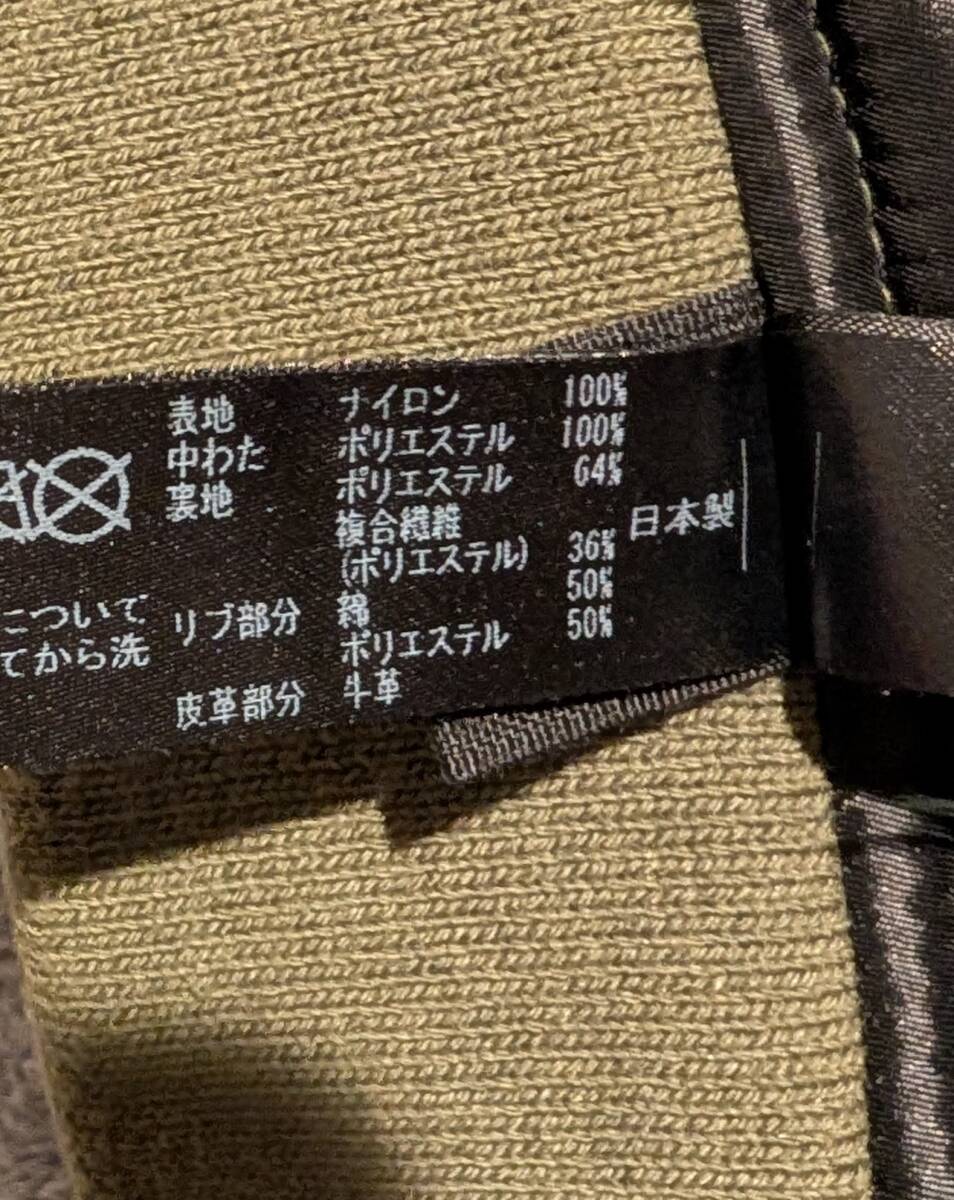 表地 ナイロン 100%
中わた ポリエステル 100%
裏地 ポリエステル 64%
複合繊維
(ポリエステル) 36%
リブ部分 綿 50%
ポリエステル 50%
皮革部分 牛革
日本製
について
てから洗